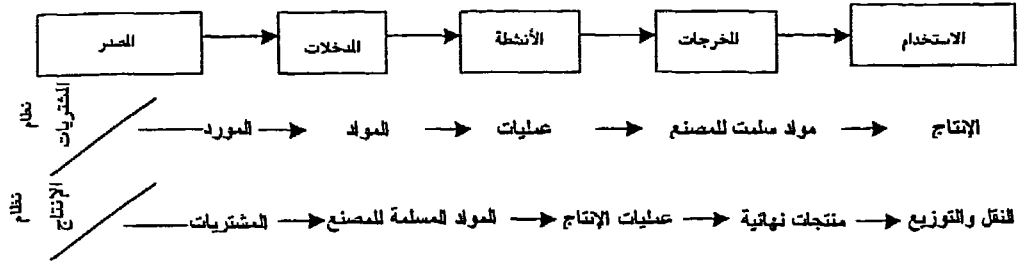 المصدر المدخلات الأنشطة المخرجات الاستخدام
نظام المشتريات
المورد المواد عمليات مواد سلمت للمصنع الإنتاج
نظام الإنتاج
المشتريات المواد المسلمة للمصنع عمليات الإنتاج منتجات نهائية النقل والتوزيع